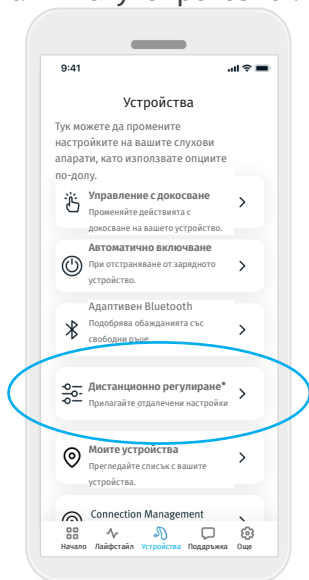 9:41
Устройства
Тук можете да промените
настройките на вашите слухови
апарати, като използвате опциите
по-долу.
Управление с докосване
Променяйте действията с
докосване на вашето устройство.
Автоматично включване
При отстраняване от зарядното
устройство.
Адаптивен Bluetooth
Подобрява обажданията със
свободни ръце
Дистанционно регулиране*
Прилагайте отдалечени настройки
Моите устройства
Прегледайте списък с вашите
устройства.
Connection Management
Начало Лайфстайл Устройства Поддръжка Още